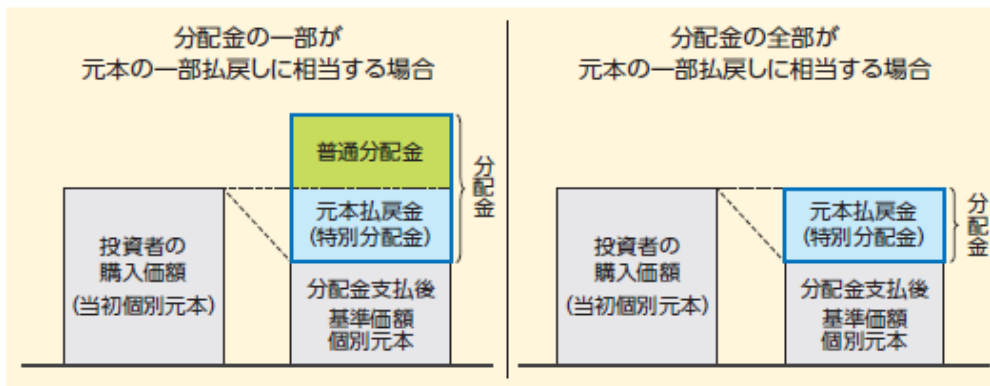 分配金の一部が
元本の一部払戻しに相当する場合
普通分配金
元本払戻金
(特別分配金)
分配金
投資者の
購入価額
(当初個別元本)
分配金支払後
基準価額
個別元本
分配金の全部が
元本の一部払戻しに相当する場合
元本払戻金
(特別分配金)
分配金
投資者の
購入価額
(当初個別元本)
分配金支払後
基準価額
個別元本